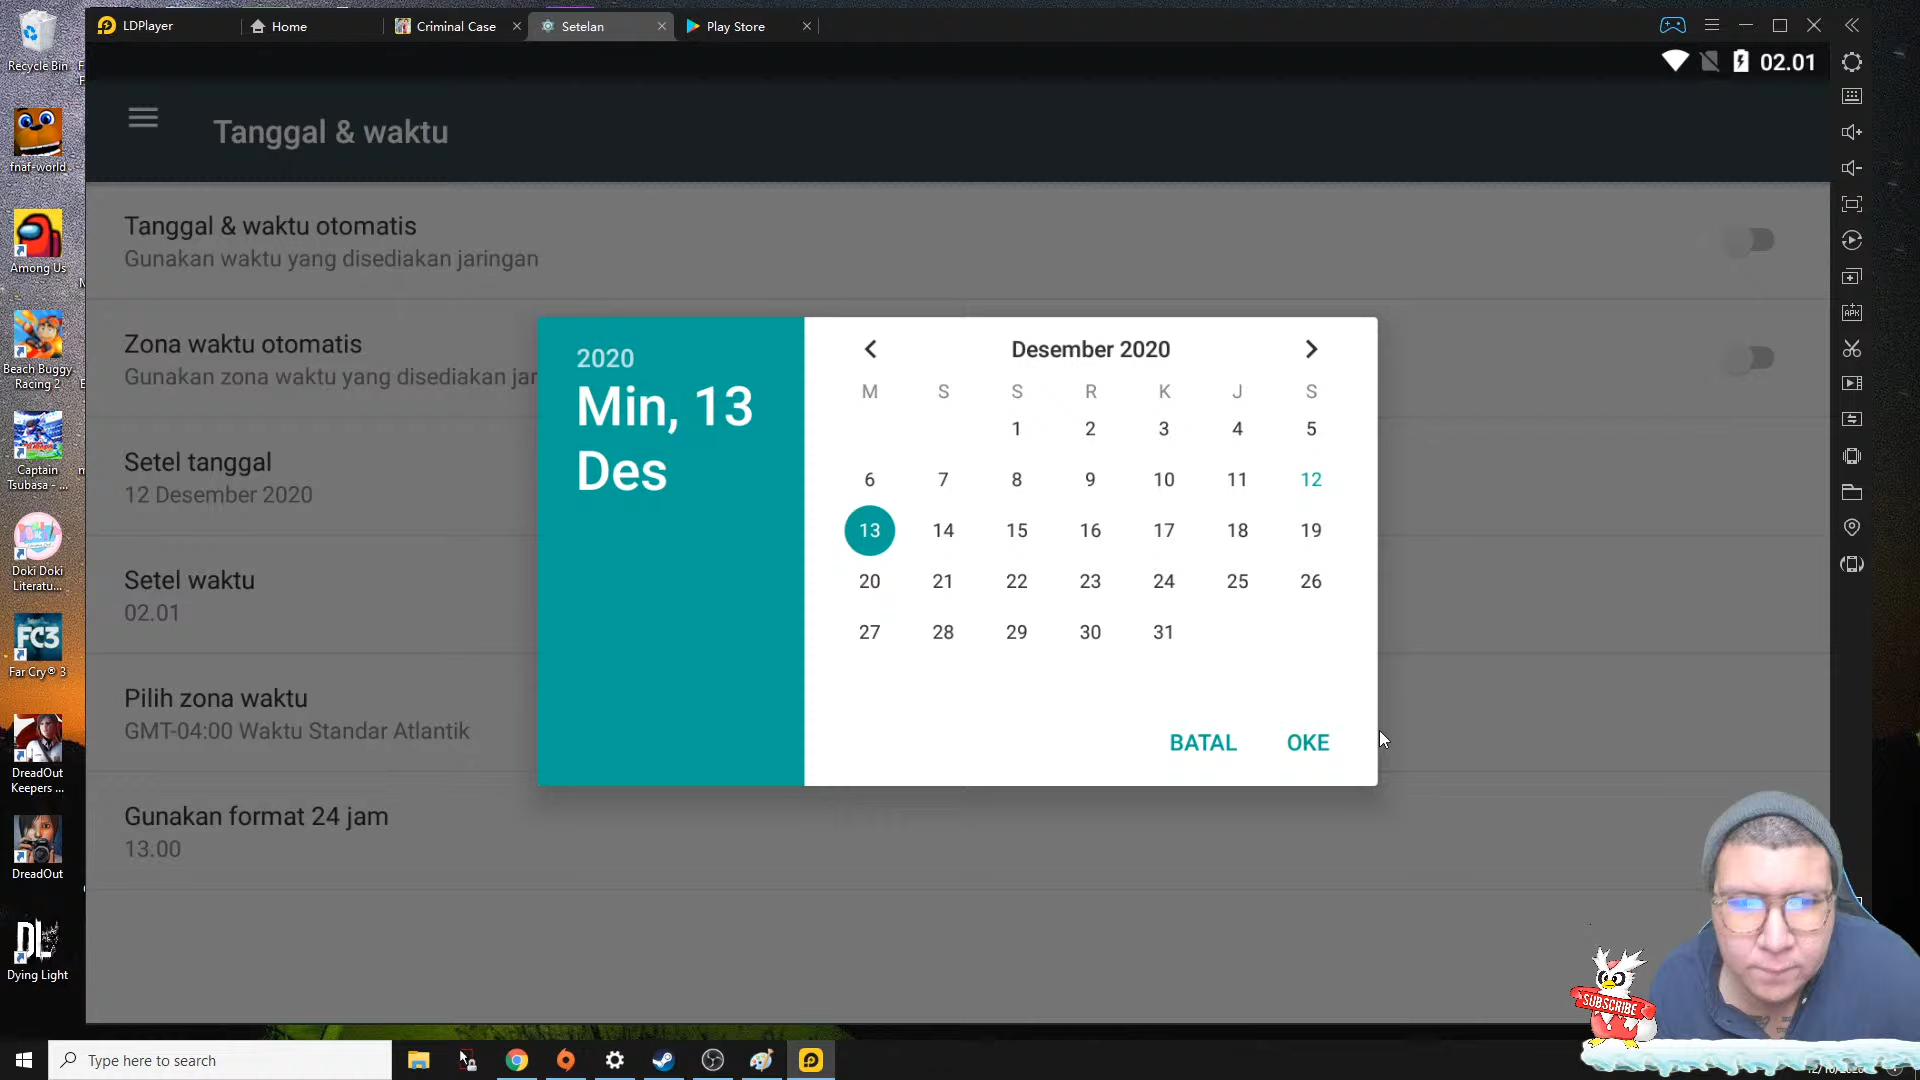 LDPlayer
Home
Criminal Case
Setelan
Play Store
02.01
Tanggal & waktu
Tanggal & waktu otomatis
Gunakan waktu yang disediakan jaringan
Zona waktu otomatis
Gunakan zona waktu yang disediakan jar
Setel tanggal
12 Desember 2020
Setel waktu
02.01
Pilih zona waktu
GMT-04:00 Waktu Standar Atlantik
Gunakan format 24 jam
13.00
2020
Min, 13
Des
Desember 2020
M S S R K J S
1 2 3 4 5
6 7 8 9 10 11 12
13 14 15 16 17 18 19
20 21 22 23 24 25 26
27 28 29 30 31
BATAL OKE
Recycle Bin
fnaf-world
Among Us
Beach Buggy
Racing 2
Captain
Tsubasa - ...
Doki Doki
Literatu...
FC3
Far Cry® 3
DreadOut
Keepers ...
DreadOut
DL
Dying Light
APK
SUBSCRIBE
Type here to search